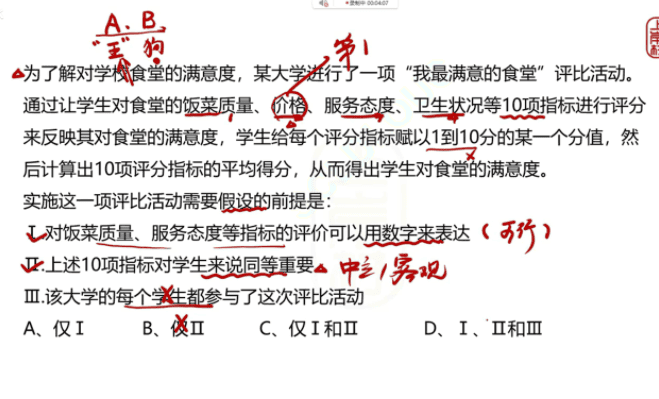 录制中 00:04:07
A、B
“王” 狗
第1
为了解对学校食堂的满意度，某大学进行了一项“我最满意的食堂”评比活动。
通过让学生对食堂的饭菜质量、价格、服务态度、卫生状况等10项指标进行评分
来反映其对食堂的满意度，学生给每个评分指标赋以1到10分的某一个分值，然
后计算出10项评分指标的平均得分，从而得出学生对食堂的满意度。
实施这一项评比活动需要假设的前提是：
Ⅰ.对饭菜质量、服务态度等指标的评价可以用数字来表达（可行）
Ⅱ.上述10项指标对学生来说同等重要 中立/客观
Ⅲ.该大学的每个学生都参与了这次评比活动
A、仅Ⅰ B、仅Ⅱ C、仅Ⅰ和Ⅱ D、Ⅰ、Ⅱ和Ⅲ